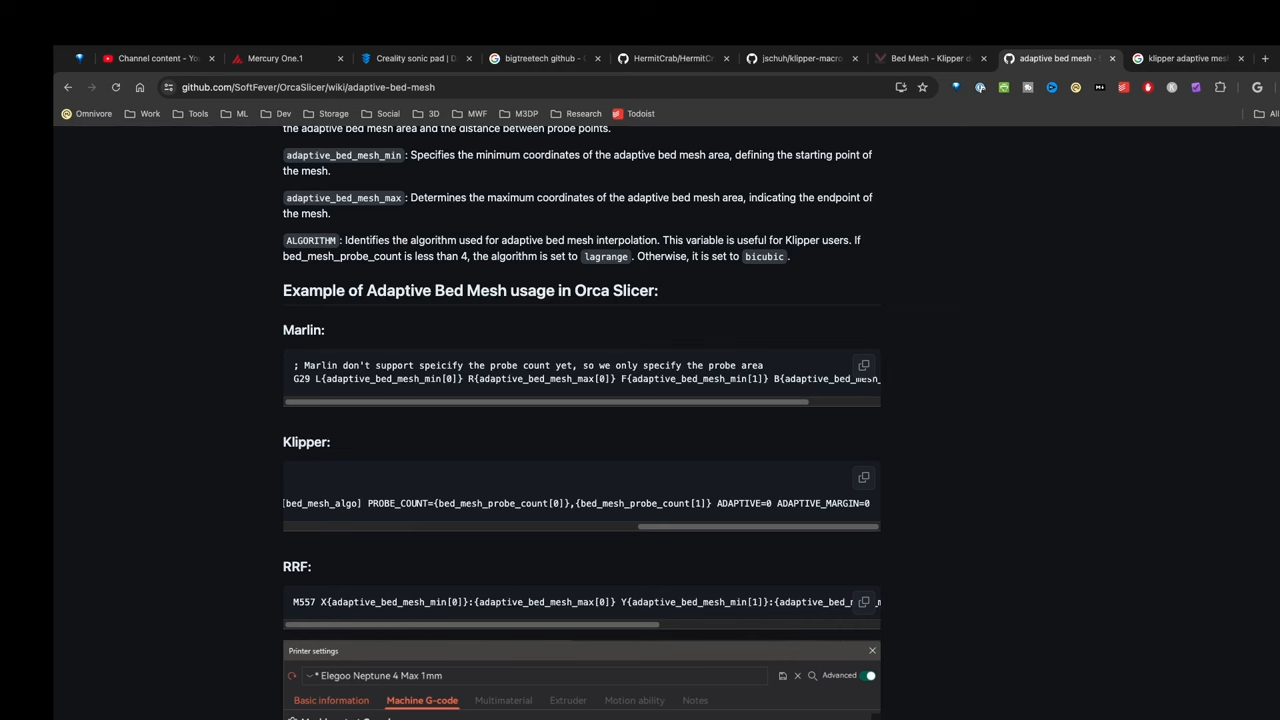 Channel content - Yo
Mercury One.1
Creality sonic pad | D
bigtreetech github - G
HermitCrab/HermitC
jschuh/klipper-macro
Bed Mesh - Klipper d
adaptive bed mesh ·
klipper adaptive mesh
github.com/SoftFever/OrcaSlicer/wiki/adaptive-bed-mesh
Omnivore
Work
Tools
ML
Dev
Storage
Social
3D
MWF
M3DP
Research
Todoist
All
the adaptive bed mesh area and the distance between probe points.
adaptive_bed_mesh_min : Specifies the minimum coordinates of the adaptive bed mesh area, defining the starting point of
the mesh.
adaptive_bed_mesh_max : Determines the maximum coordinates of the adaptive bed mesh area, indicating the endpoint of
the mesh.
ALGORITHM : Identifies the algorithm used for adaptive bed mesh interpolation. This variable is useful for Klipper users. If
bed_mesh_probe_count is less than 4, the algorithm is set to lagrange . Otherwise, it is set to bicubic .
Example of Adaptive Bed Mesh usage in Orca Slicer:
Marlin:
; Marlin don't support speicify the probe count yet, so we only specify the probe area
G29 L{adaptive_bed_mesh_min[0]} R{adaptive_bed_mesh_max[0]} F{adaptive_bed_mesh_min[1]} B{adaptive_bed_mesh_
Klipper:
[bed_mesh_algo] PROBE_COUNT={bed_mesh_probe_count[0]},{bed_mesh_probe_count[1]} ADAPTIVE=0 ADAPTIVE_MARGIN=0
RRF:
M557 X{adaptive_bed_mesh_min[0]}:{adaptive_bed_mesh_max[0]} Y{adaptive_bed_mesh_min[1]}:{adaptive_bed_m
Printer settings
* Elegoo Neptune 4 Max 1mm
Advanced
Basic information
Machine G-code
Multimaterial
Extruder
Motion ability
Notes